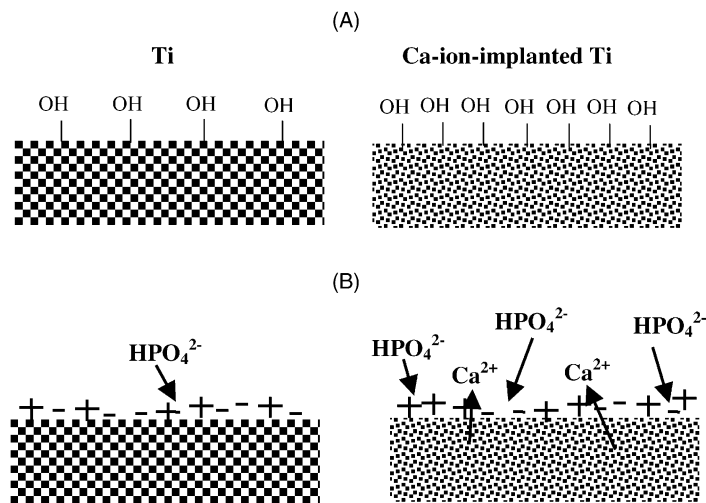 (A)
Ti
Ca-ion-implanted Ti
OH OH OH OH
OH OH OH OH OH OH OH
(B)
HPO₄²⁻
HPO₄²⁻
HPO₄²⁻
HPO₄²⁻
Ca²⁺
Ca²⁺
+ - + - - + - + - - + -
+ + + - - + + - + - +